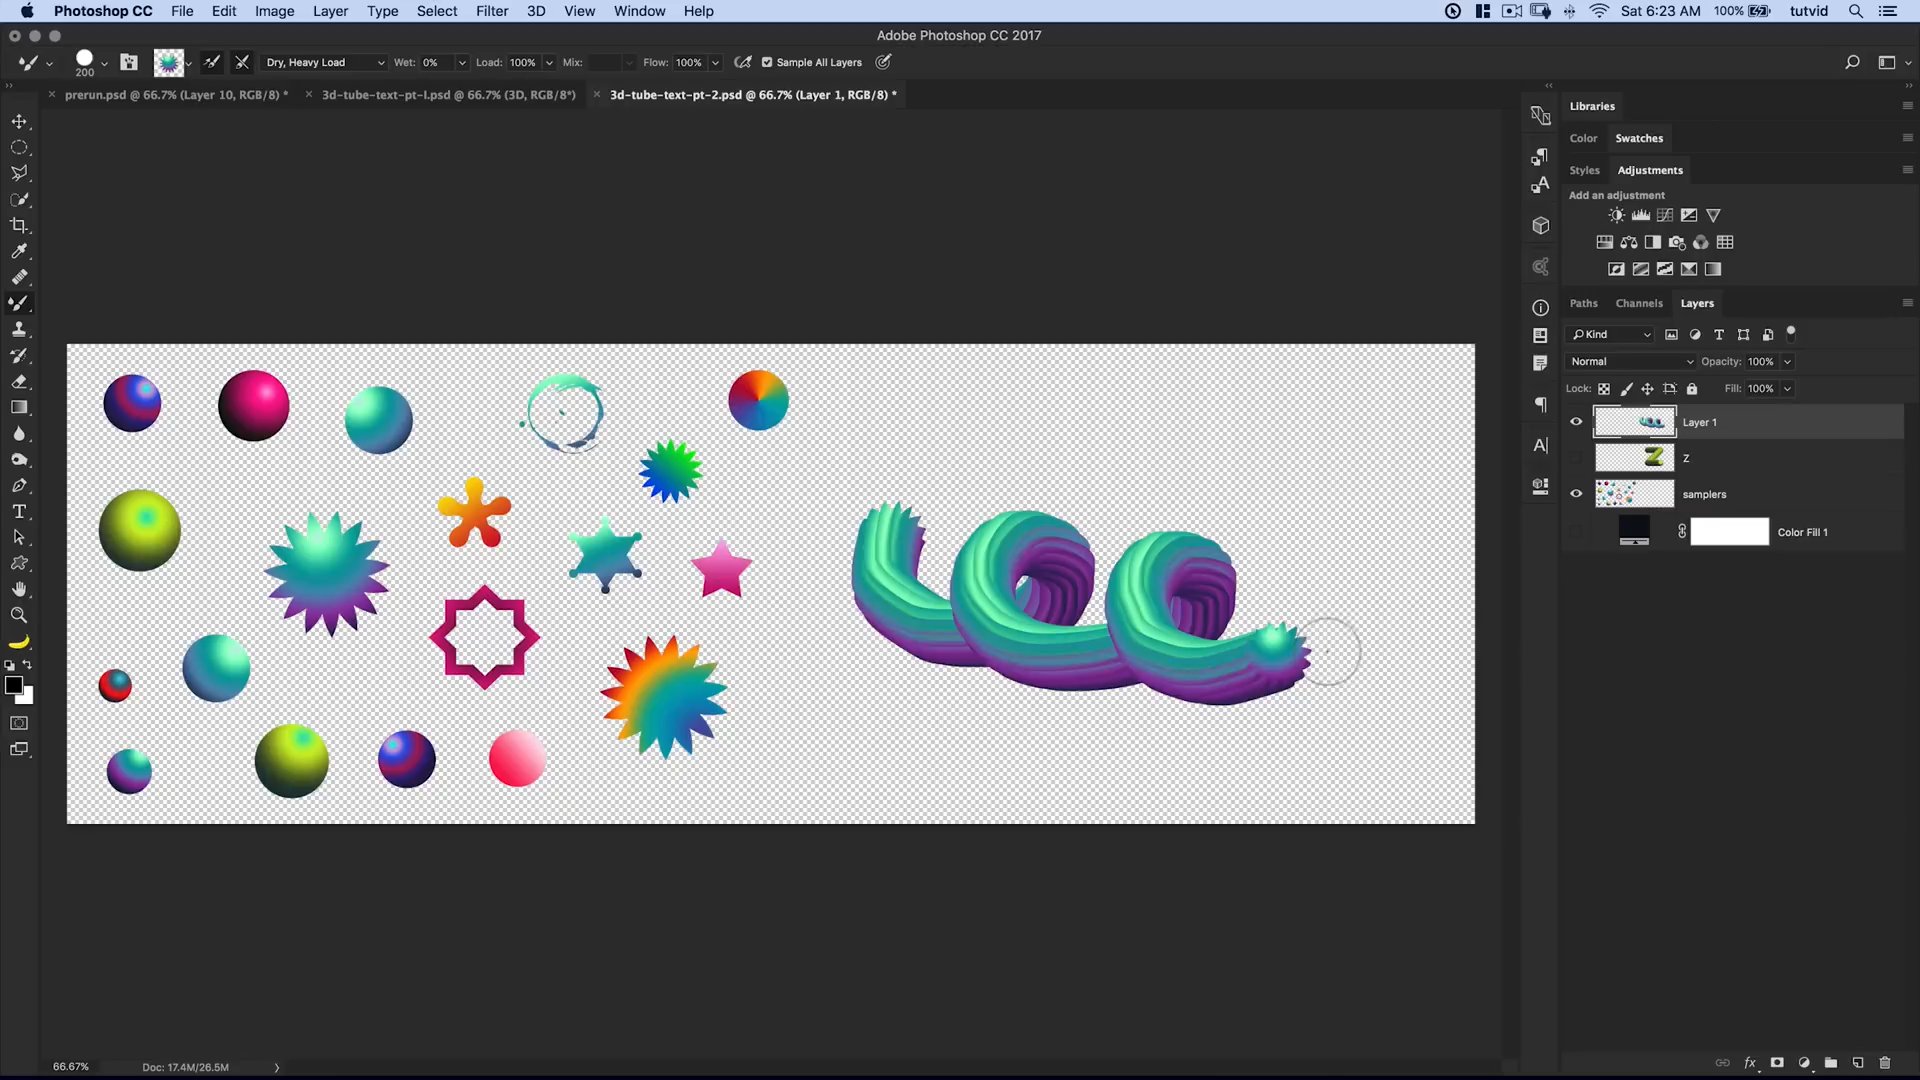 Photoshop CC File Edit Image Layer Type Select Filter 3D View Window Help Sat 6:23 AM 100% tutvid
Adobe Photoshop CC 2017
200 Dry, Heavy Load Wet: 0% Load: 100% Mix: Flow: 100% Sample All Layers
prerun.psd @ 66.7% (Layer 10, RGB/8) * 3d-tube-text-pt-1.psd @ 66.7% (3D, RGB/8*) 3d-tube-text-pt-2.psd @ 66.7% (Layer 1, RGB/8) *
Libraries
Color Swatches
Styles Adjustments
Add an adjustment
Paths Channels Layers
Kind
Normal Opacity: 100%
Lock: Fill: 100%
Layer 1
Z
samplers
Color Fill 1
66.67% Doc: 17.4M/26.5M